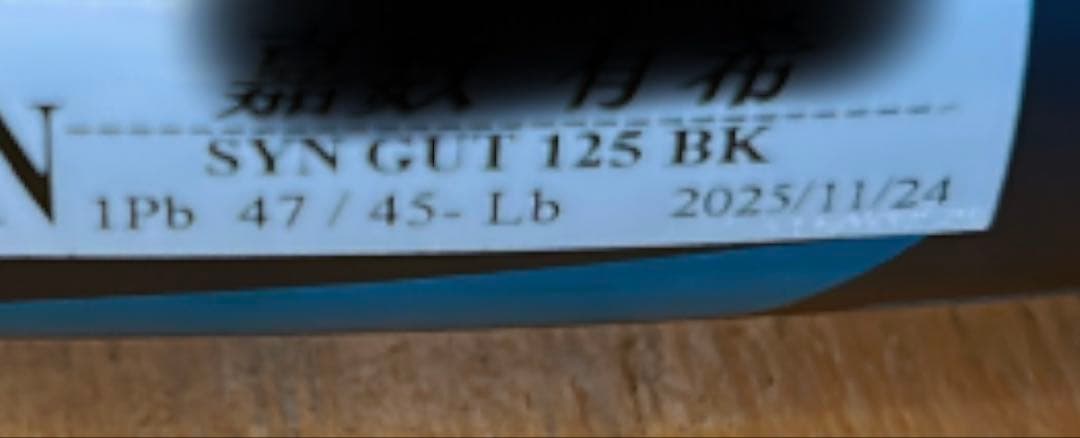 SYN GUT 125 BK
1Pb 47 / 45- Lb 2025/11/24